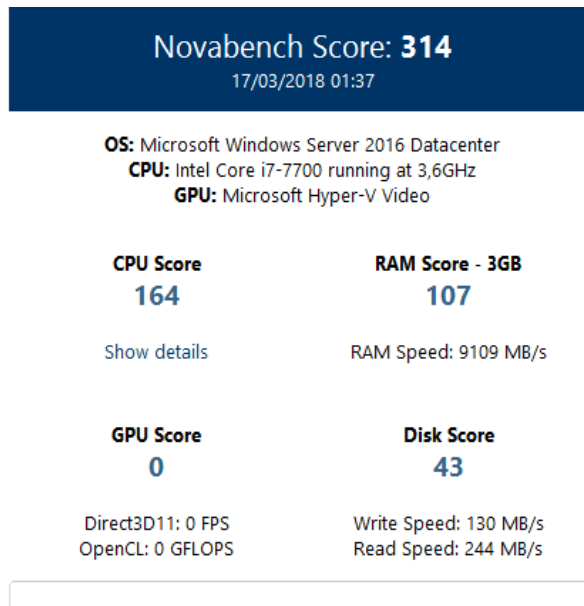 Novabench Score: 314
17/03/2018 01:37
OS: Microsoft Windows Server 2016 Datacenter
CPU: Intel Core i7-7700 running at 3,6GHz
GPU: Microsoft Hyper-V Video
CPU Score
164
Show details
RAM Score - 3GB
107
RAM Speed: 9109 MB/s
GPU Score
0
Direct3D11: 0 FPS
OpenCL: 0 GFLOPS
Disk Score
43
Write Speed: 130 MB/s
Read Speed: 244 MB/s